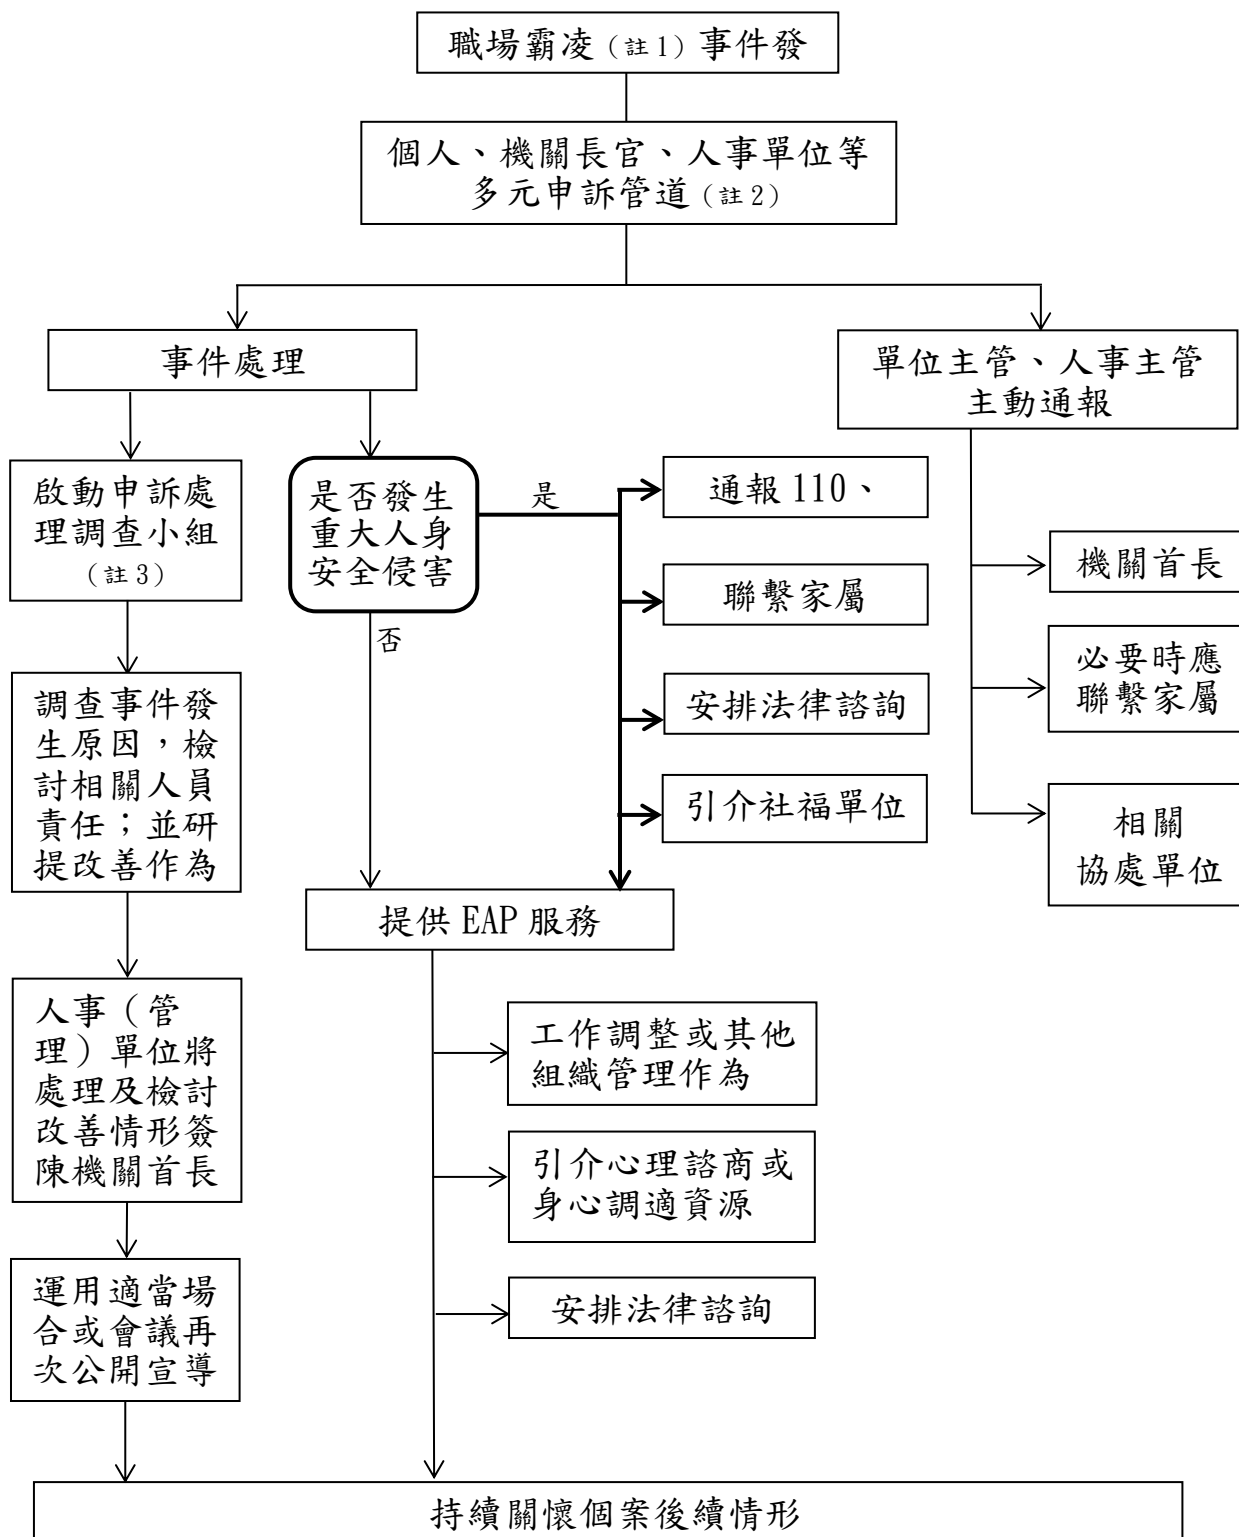 職場霸凌（註1）事件發
個人、機關長官、人事單位等
多元申訴管道（註2）
事件處理
單位主管、人事主管
主動通報
啟動申訴處
理調查小組
（註3）
是否發生
重大人身
安全侵害
是
否
通報 110、
聯繫家屬
安排法律諮詢
引介社福單位
機關首長
必要時應
聯繫家屬
相關
協處單位
調查事件發
生原因，檢
討相關人員
責任；並研
提改善作為
提供 EAP 服務
人事（管
理）單位將
處理及檢討
改善情形簽
陳機關首長
工作調整或其他
組織管理作為
引介心理諮商或
身心調適資源
安排法律諮詢
運用適當場
合或會議再
次公開宣導
持續關懷個案後續情形